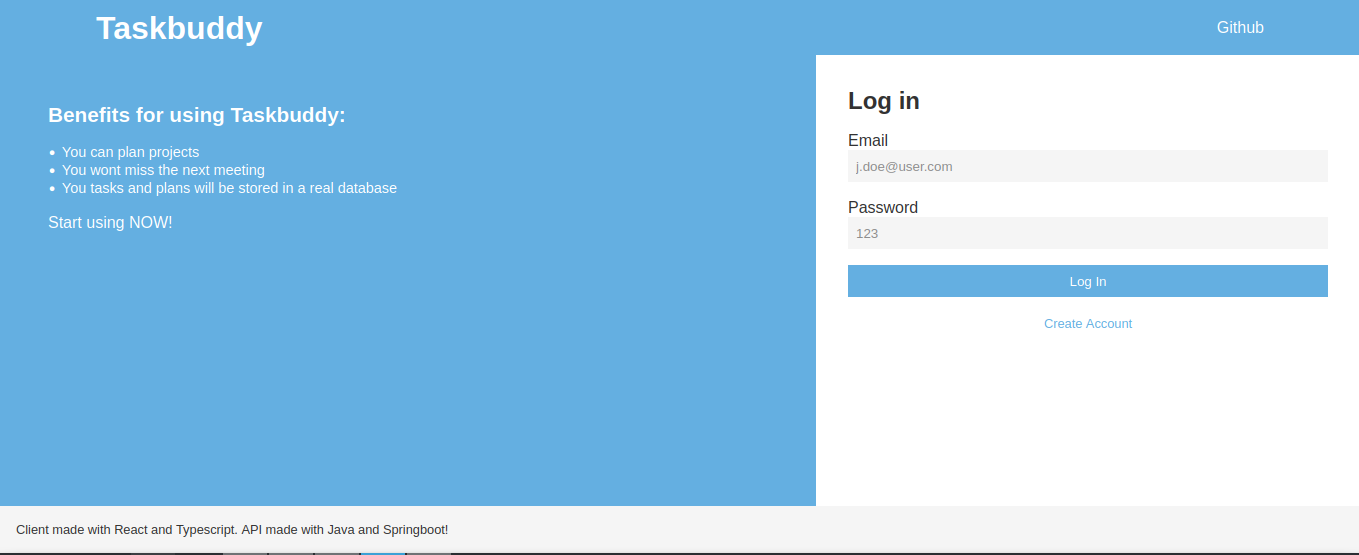 Taskbuddy
Github
Benefits for using Taskbuddy:
You can plan projects
You wont miss the next meeting
You tasks and plans will be stored in a real database
Start using NOW!
Log in
Email
j.doe@user.com
Password
123
Log In
Create Account
Client made with React and Typescript. API made with Java and Springboot!